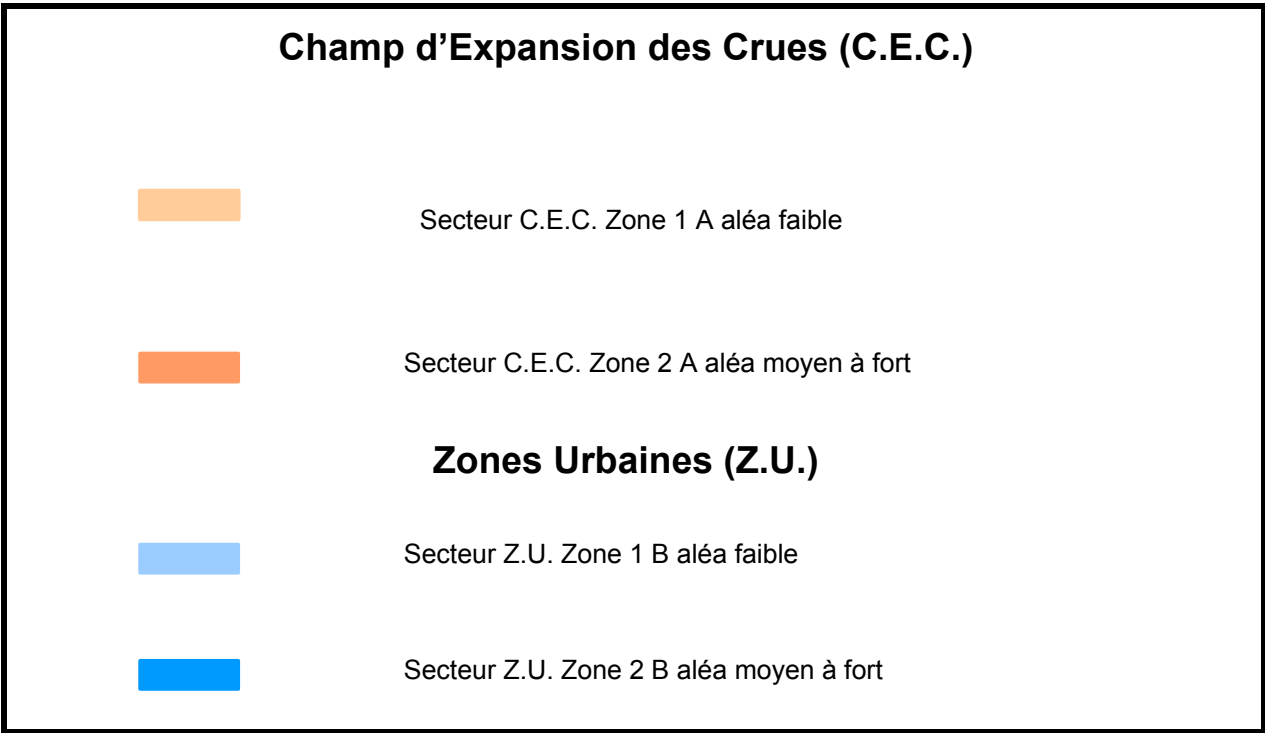 Champ d’Expansion des Crues (C.E.C.)
Secteur C.E.C. Zone 1 A aléa faible
Secteur C.E.C. Zone 2 A aléa moyen à fort
Zones Urbaines (Z.U.)
Secteur Z.U. Zone 1 B aléa faible
Secteur Z.U. Zone 2 B aléa moyen à fort